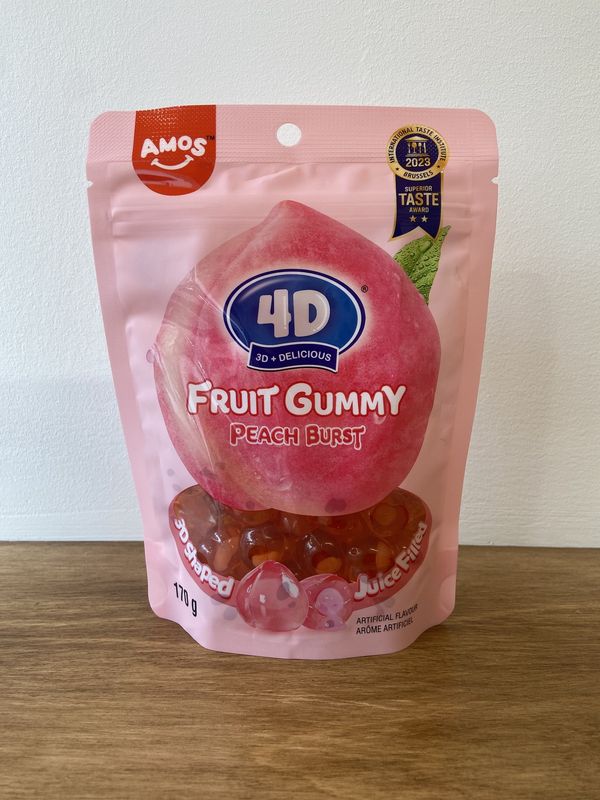 AMOS™
INTERNATIONAL TASTE INSTITUTE
2023
BRUSSELS
SUPERIOR
TASTE
AWARD
4D®
3D + DELICIOUS
FRUIT GUMMY
PEACH BURST
3D Shaped
Juice Filled
170 g
ARTIFICIAL FLAVOUR
ARÔME ARTIFICIEL